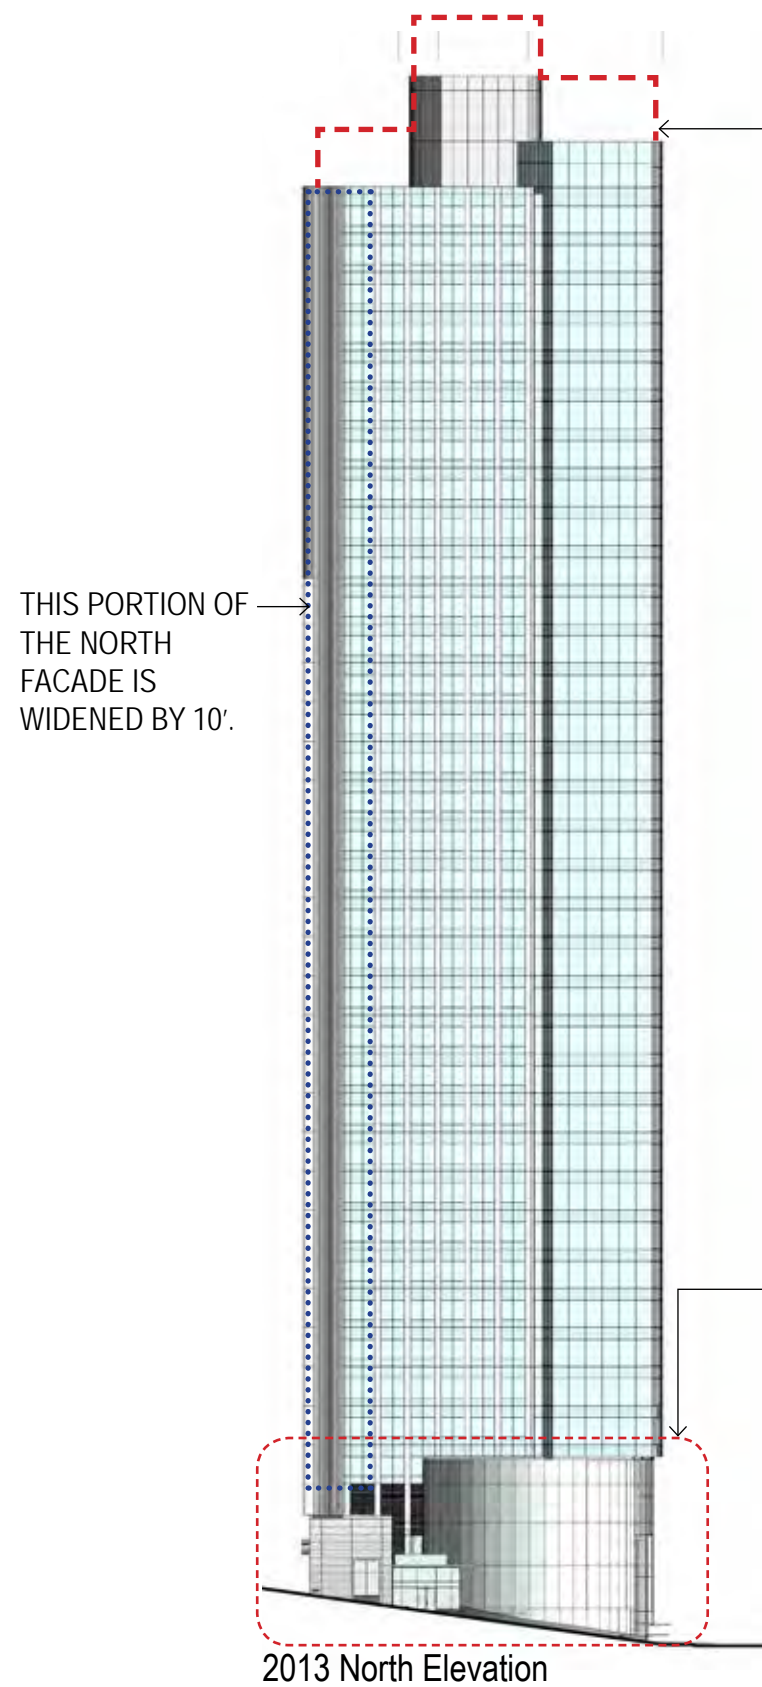 THIS PORTION OF
THE NORTH
FACADE IS
WIDENED BY 10'.
2013 North Elevation